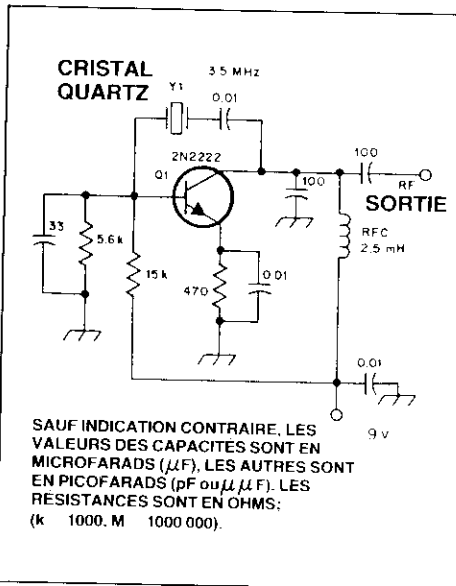 CRISTAL
QUARTZ
3.5 MHz
Y1
0.01
2N2222
Q1
100
100
RF
SORTIE
33
5.6k
15k
RFC
2.5 mH
470
0.01
0.01
9 v
SAUF INDICATION CONTRAIRE, LES
VALEURS DES CAPACITÉS SONT EN
MICROFARADS (µF), LES AUTRES SONT
EN PICOFARADS (pF ou µµF). LES
RÉSISTANCES SONT EN OHMS;
(k 1000. M 1000 000).